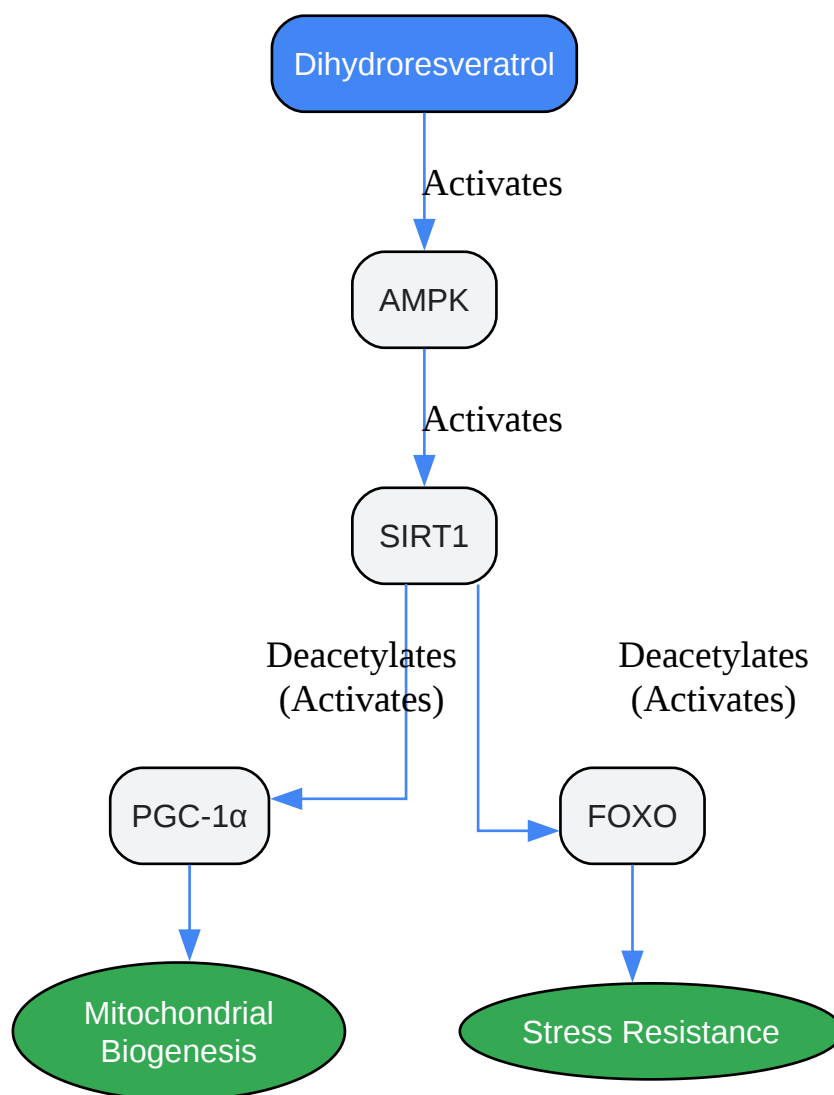 Dihydroresveratrol
Activates
AMPK
Activates
SIRT1
Deacetylates
(Activates)
Deacetylates
(Activates)
PGC-1α
FOXO
Mitochondrial
Biogenesis
Stress Resistance